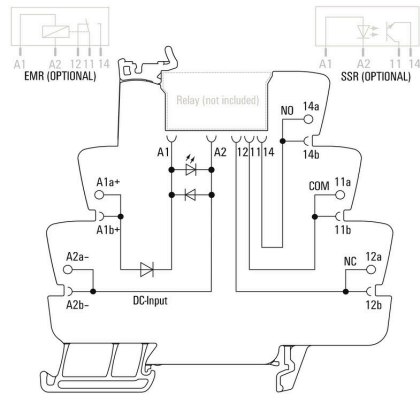 A1 A2 12 11 14
EMR (OPTIONAL)
A1 A2 11 14
SSR (OPTIONAL)
Relay (not included)
NO 14a
A1 A2 12 11 14 14b
A1a+
COM 11a
A1b+
11b
A2a–
NC 12a
DC-Input
A2b–
12b